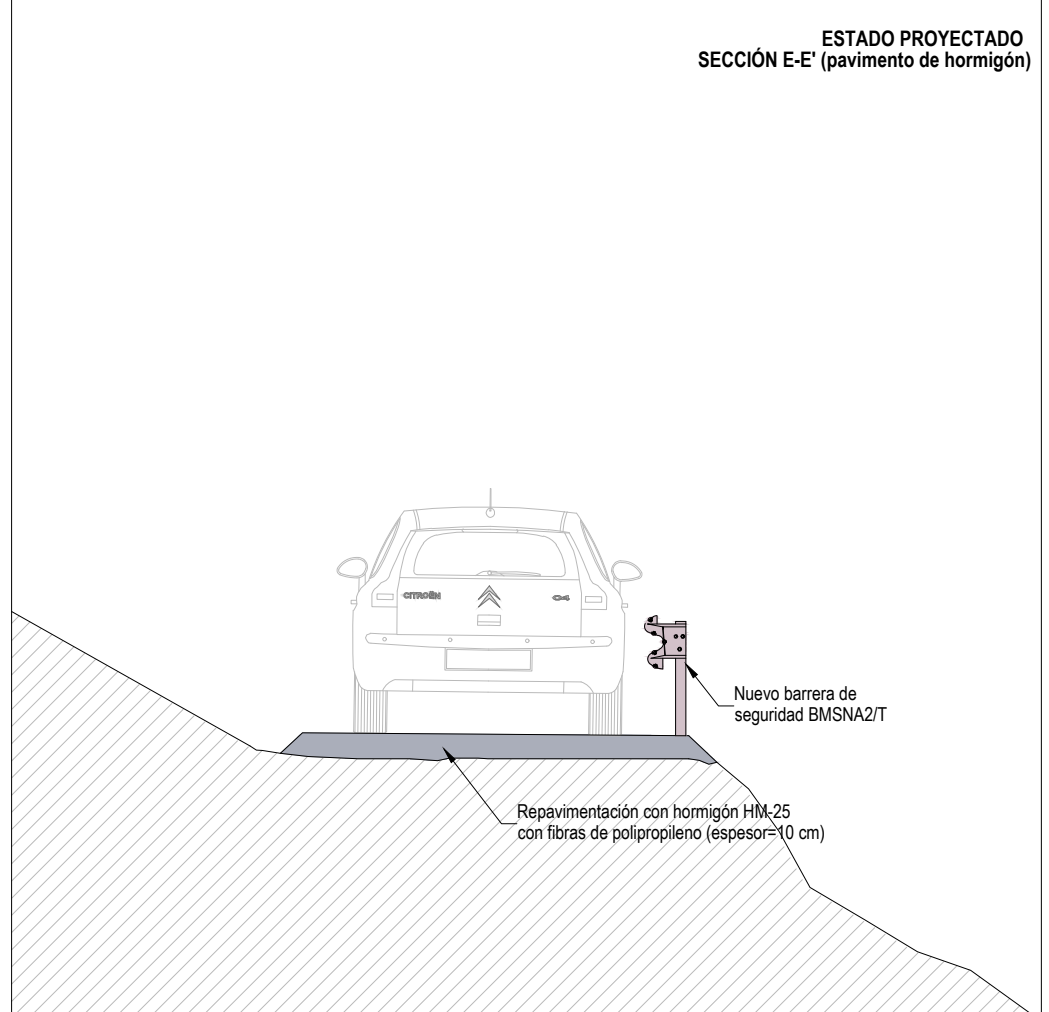 ESTADO PROYECTADO
SECCIÓN E-E' (pavimento de hormigón)
CITROËN
C4
Nuevo barrera de
seguridad BMSNA2/T
Repavimentación con hormigón HM-25
con fibras de polipropileno (espesor=10 cm)